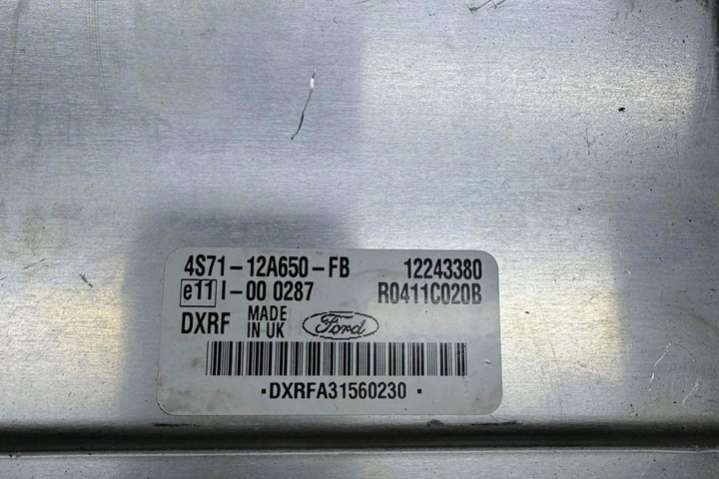 4S71-12A650-FB 12243380
e11 I-00 0287 R0411C020B
DXRF MADE IN UK Ford
·DXRFA31560230·